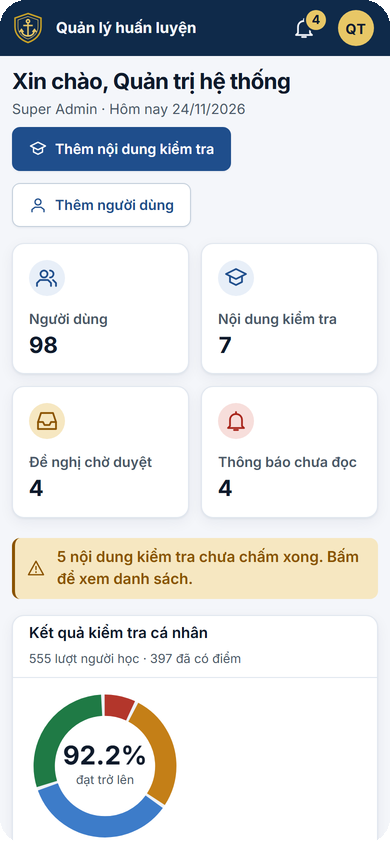 Quản lý huấn luyện
4
QT
Xin chào, Quản trị hệ thống
Super Admin · Hôm nay 24/11/2026
Thêm nội dung kiểm tra
Thêm người dùng
Người dùng
98
Nội dung kiểm tra
7
Đề nghị chờ duyệt
4
Thông báo chưa đọc
4
5 nội dung kiểm tra chưa chấm xong. Bấm
để xem danh sách.
Kết quả kiểm tra cá nhân
555 lượt người học · 397 đã có điểm
92.2%
đạt trở lên